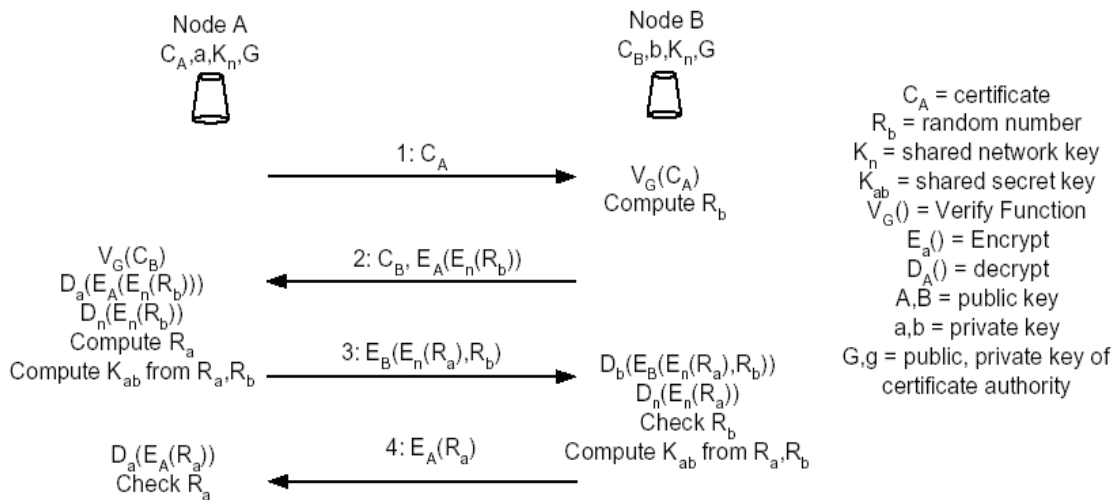 Node A
C_A,a,K_n,G
Node B
C_B,b,K_n,G
1: C_A
V_G(C_A)
Compute R_b
V_G(C_B)
D_a(E_A(E_n(R_b)))
D_n(E_n(R_b))
Compute R_a
Compute K_ab from R_a,R_b
2: C_B, E_A(E_n(R_b))
3: E_B(E_n(R_a),R_b)
D_b(E_B(E_n(R_a),R_b))
D_n(E_n(R_a))
Check R_b
Compute K_ab from R_a,R_b
4: E_A(R_a)
D_a(E_A(R_a))
Check R_a
C_A = certificate
R_b = random number
K_n = shared network key
K_ab = shared secret key
V_G() = Verify Function
E_a() = Encrypt
D_A() = decrypt
A,B = public key
a,b = private key
G,g = public, private key of
certificate authority